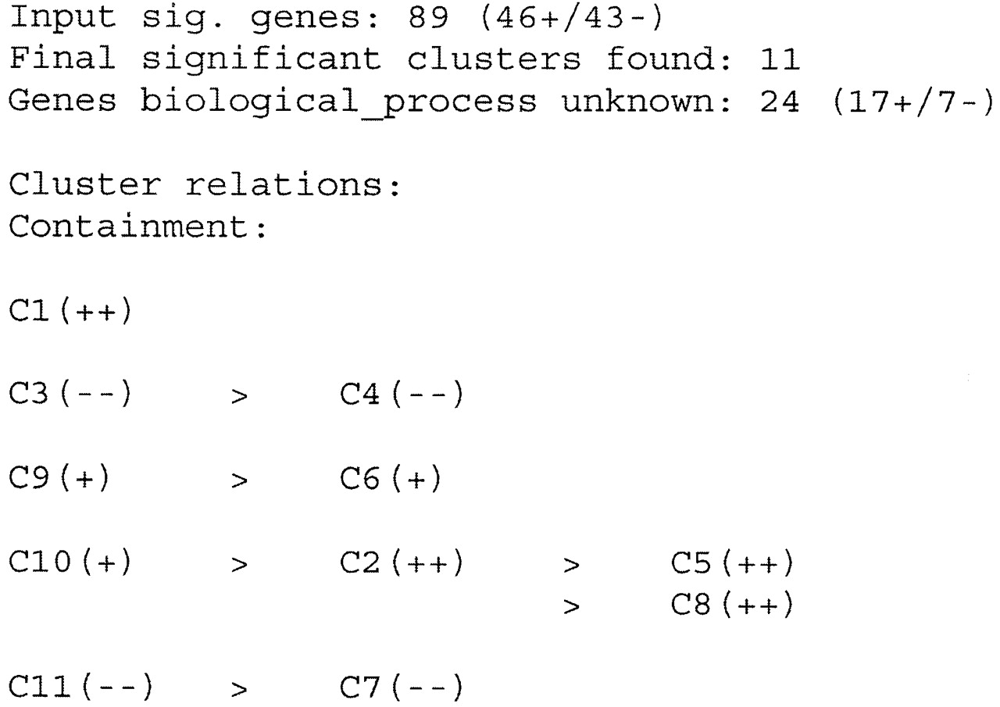 Input sig. genes: 89 (46+/43-)
Final significant clusters found: 11
Genes biological_process unknown: 24 (17+/7-)
Cluster relations:
Containment:
C1(++)
C3(--) > C4(--)
C9(+) > C6(+)
C10(+) > C2(++) > C5(++)
> C8(++)
C11(--) > C7(--)